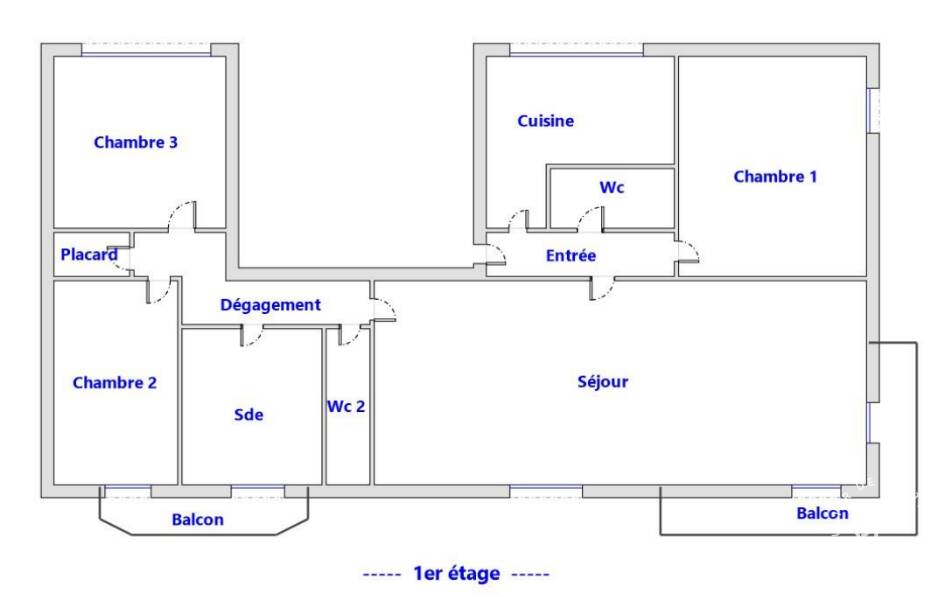 Cuisine
Chambre 3
Chambre 1
Wc
Placard
Entrée
Dégagement
Chambre 2
Séjour
Wc 2
Sde
Balcon
Balcon
----- 1er étage -----